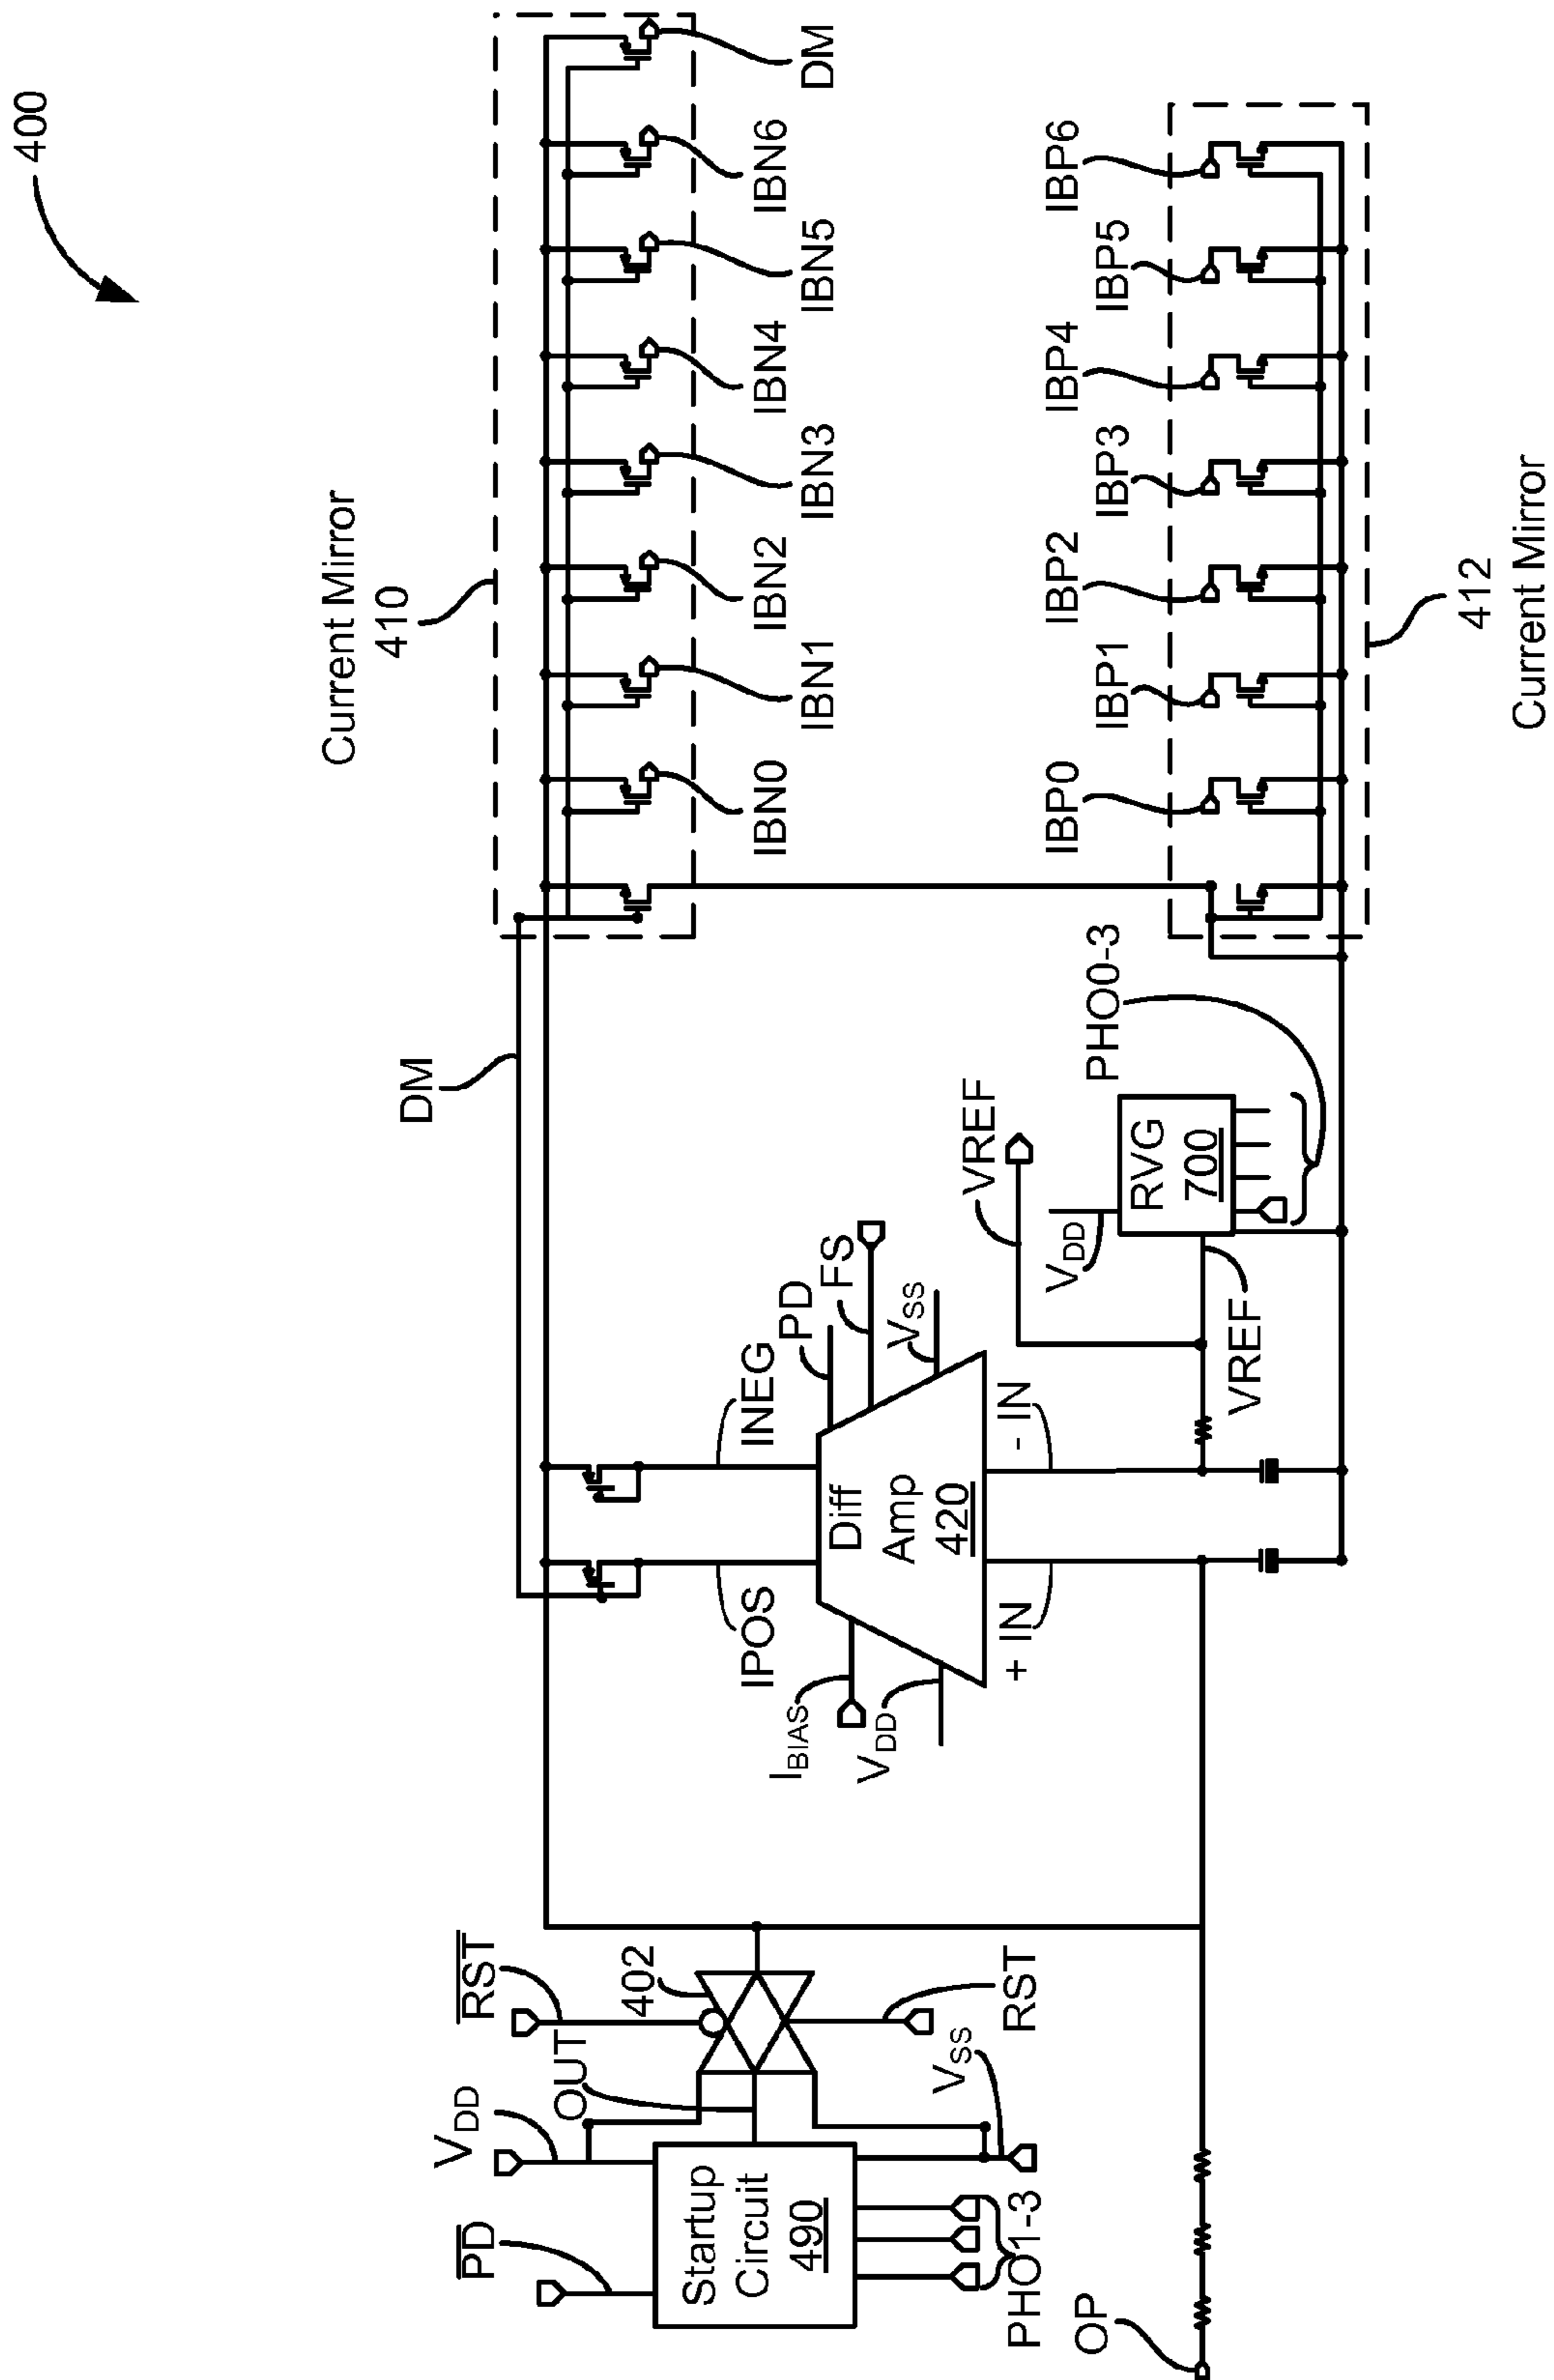 400
Current Mirror
410
DM
IBN0
IBN1
IBN2
IBN3
IBN4
IBN5
IBN6
DM
IBP0
IBP1
IBP2
IBP3
IBP4
IBP5
IBP6
412
Current Mirror
PD
VDD
OUT
RST
402
RST
VSS
Startup
Circuit
490
PHO1-3
OP
IPOS
INEG
IBIAS
VDD
PD
FS
VSS
Diff
Amp
420
+ IN
- IN
VREF
VDD
RVG
700
PHO0-3
VREF